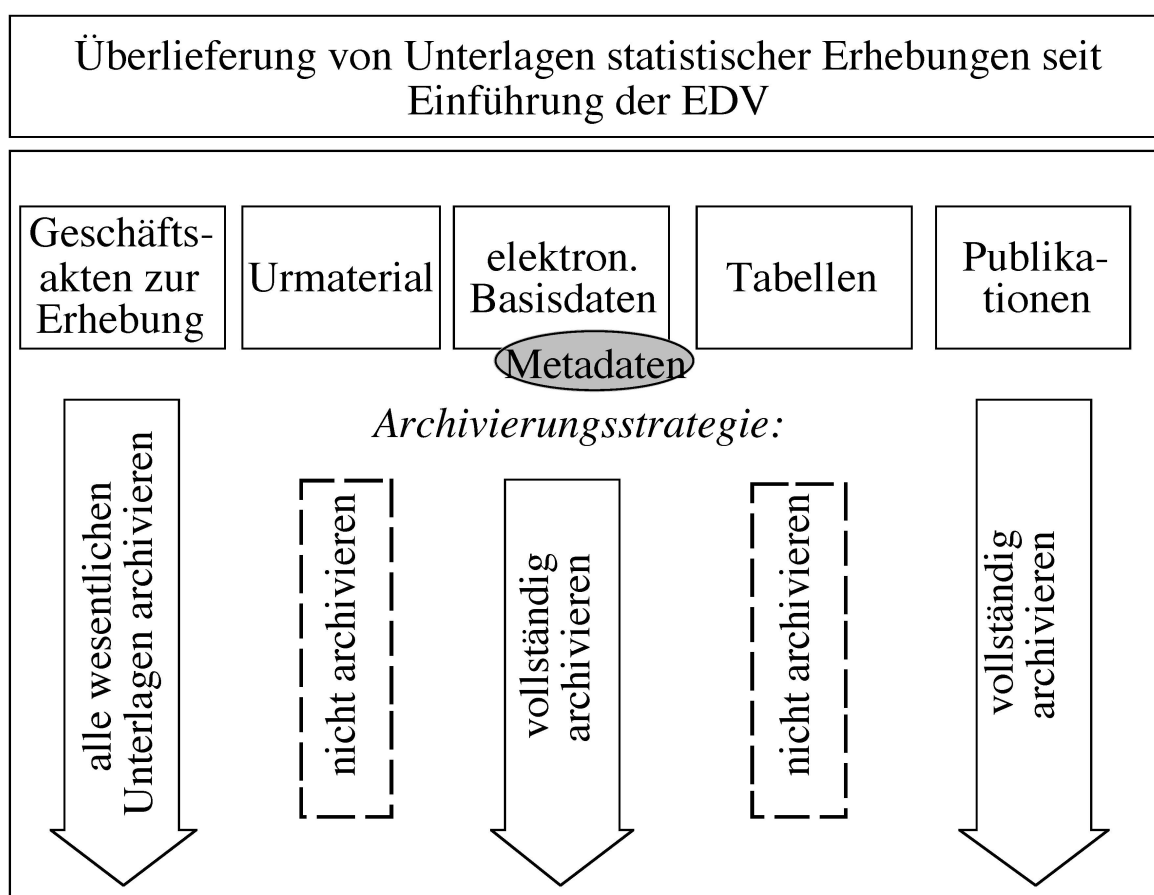 Überlieferung von Unterlagen statistischer Erhebungen seit
Einführung der EDV
Geschäfts-
akten zur
Erhebung
Urmaterial
elektron.
Basisdaten
Tabellen
Publika-
tionen
Metadaten
Archivierungsstrategie:
alle wesentlichen
Unterlagen archivieren
nicht archivieren
vollständig
archivieren
nicht archivieren
vollständig
archivieren